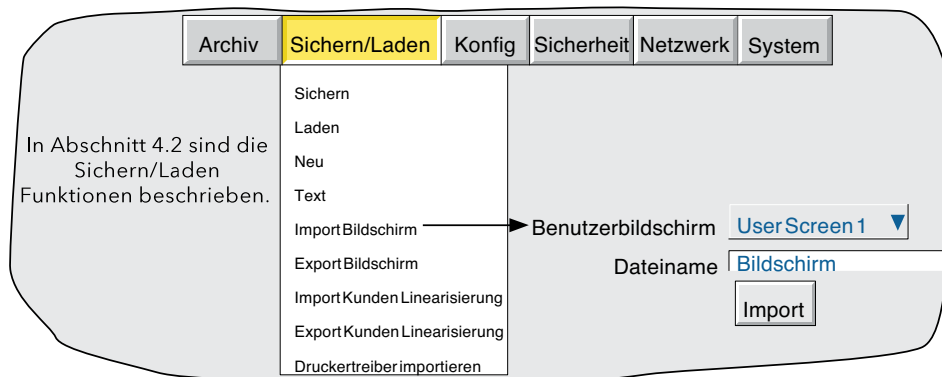 Archiv Sichern/Laden Konfig Sicherheit Netzwerk System
In Abschnitt 4.2 sind die
Sichern/Laden
Funktionen beschrieben.
Sichern
Laden
Neu
Text
Import Bildschirm
Export Bildschirm
Import Kunden Linearisierung
Export Kunden Linearisierung
Druckertreiber importieren
Benutzerbildschirm User Screen 1
Dateiname Bildschirm
Import